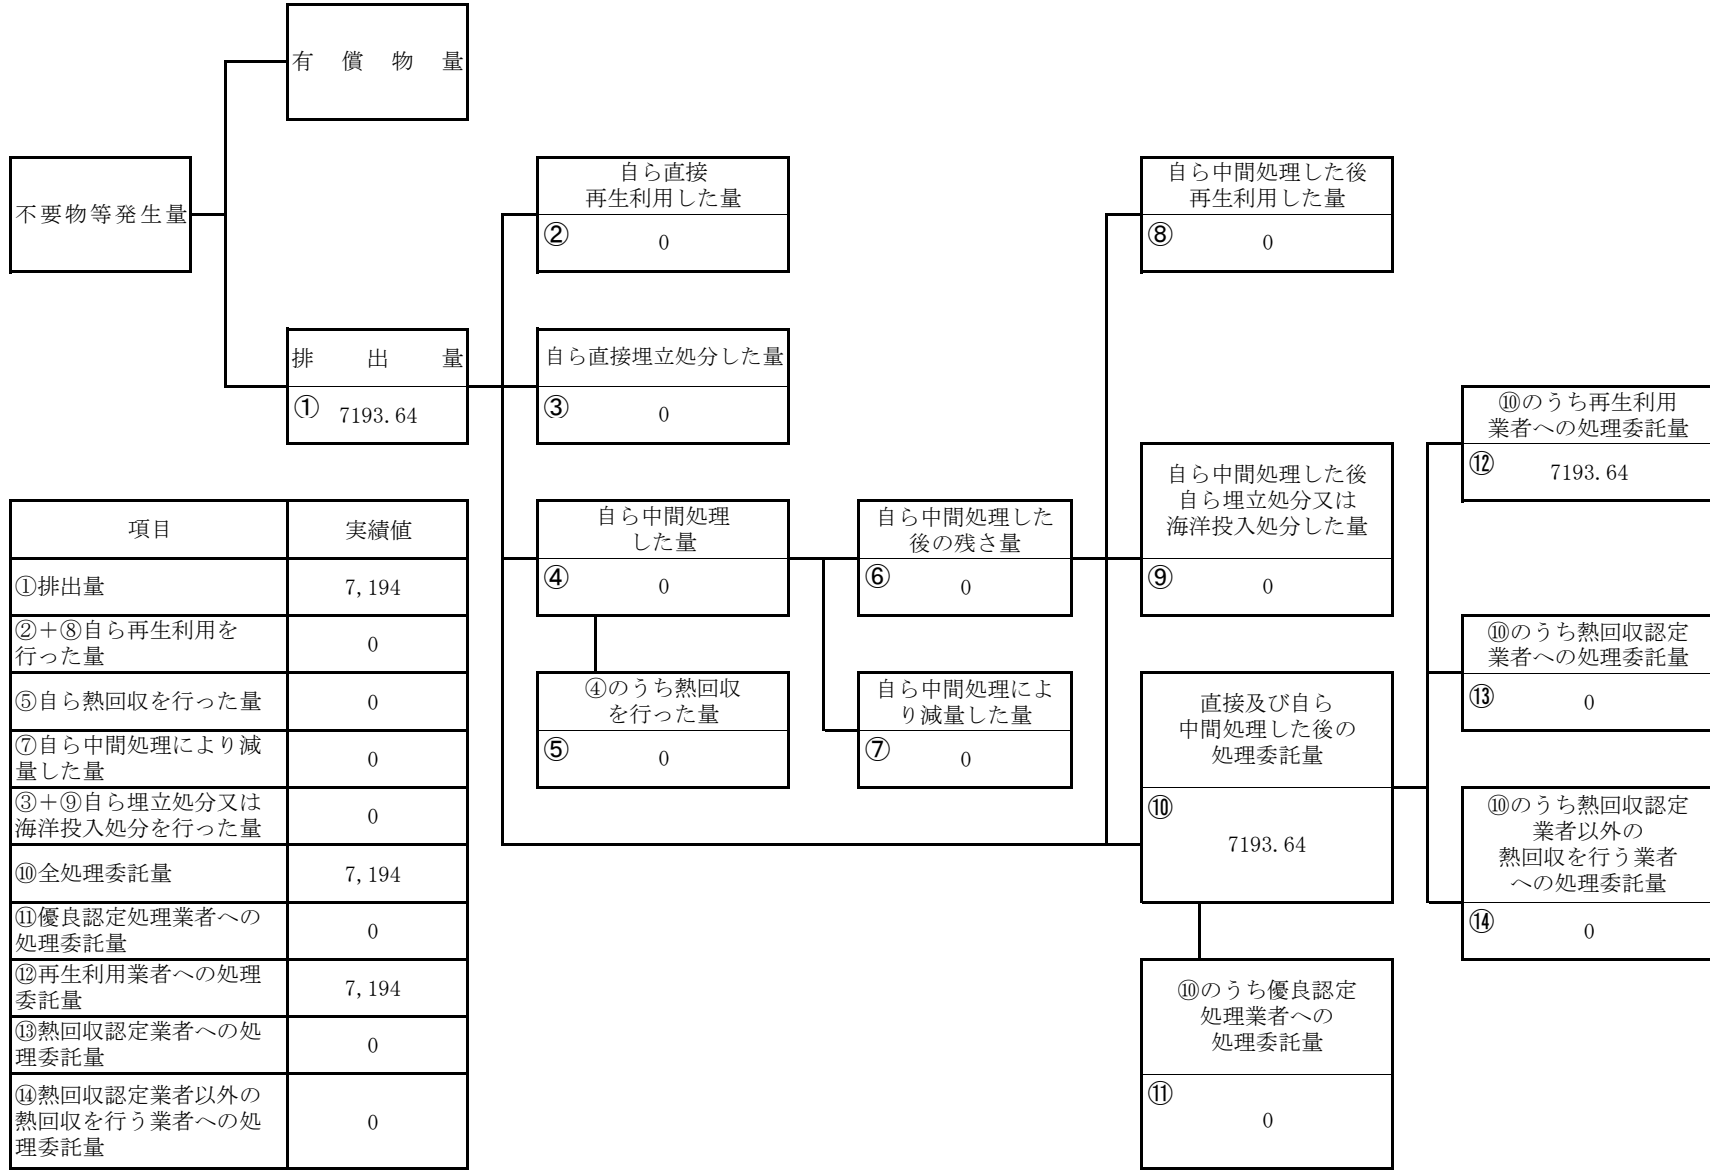 有償物量
不要物等発生量
排出量
① 7193.64
自ら直接
再生利用した量
② 0
自ら直接埋立処分した量
③ 0
自ら中間処理
した量
④ 0
④のうち熱回収
を行った量
⑤ 0
自ら中間処理した
後の残さ量
⑥ 0
自ら中間処理によ
り減量した量
⑦ 0
自ら中間処理した後
再生利用した量
⑧ 0
自ら中間処理した後
自ら埋立処分又は
海洋投入処分した量
⑨ 0
直接及び自ら
中間処理した後の
処理委託量
⑩
7193.64
⑩のうち優良認定
処理業者への
処理委託量
⑪
0
⑩のうち再生利用
業者への処理委託量
⑫ 7193.64
⑩のうち熱回収認定
業者への処理委託量
⑬ 0
⑩のうち熱回収認定
業者以外の
熱回収を行う業者
への処理委託量
⑭ 0
項目 実績値
①排出量 7,194
②+⑧自ら再生利用を
行った量 0
⑤自ら熱回収を行った量 0
⑦自ら中間処理により減
量した量 0
③+⑨自ら埋立処分又は
海洋投入処分を行った量 0
⑩全処理委託量 7,194
⑪優良認定処理業者への
処理委託量 0
⑫再生利用業者への処理
委託量 7,194
⑬熱回収認定業者への処
理委託量 0
⑭熱回収認定業者以外の
熱回収を行う業者への処
理委託量 0